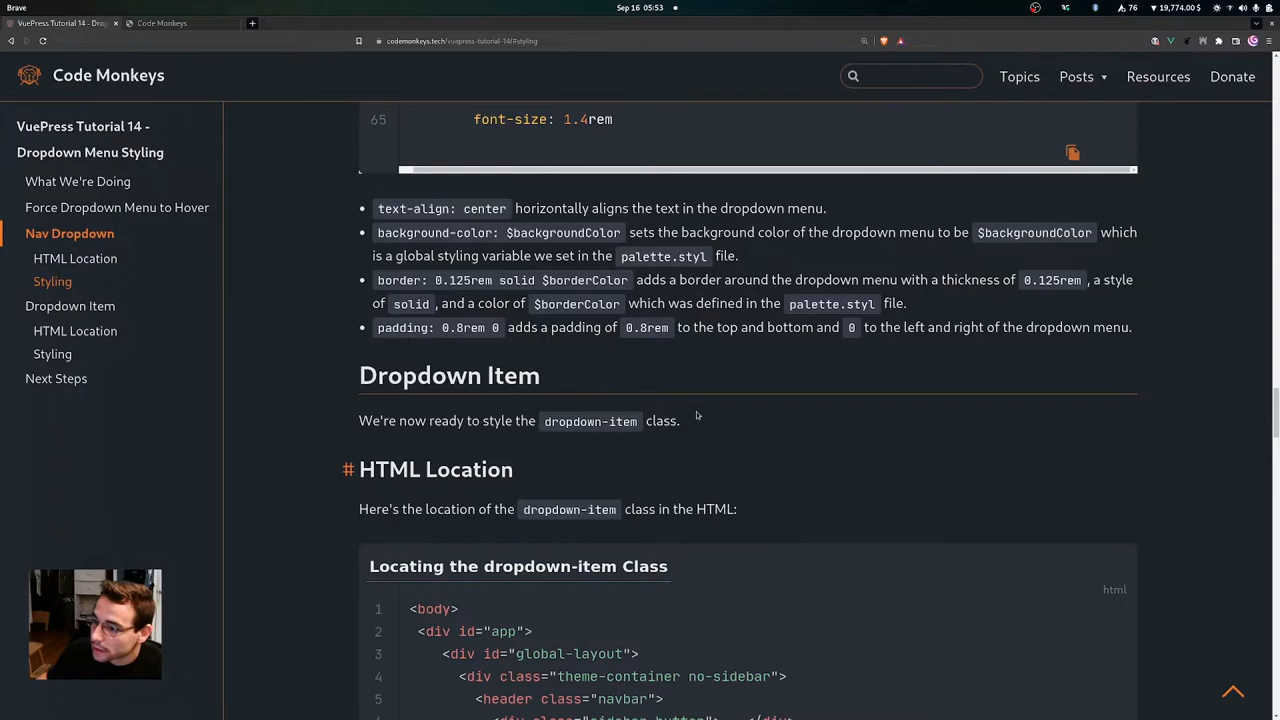 Brave
Sep 16 05:53
76
19,774.00 $
VuePress Tutorial 14 - Drop
Code Monkeys
codemonkeys.tech/vuepress-tutorial-14/#styling
Code Monkeys
Topics
Posts
Resources
Donate
VuePress Tutorial 14 -
Dropdown Menu Styling
What We're Doing
Force Dropdown Menu to Hover
Nav Dropdown
HTML Location
Styling
Dropdown Item
HTML Location
Styling
Next Steps
65 font-size: 1.4rem
• text-align: center horizontally aligns the text in the dropdown menu.
• background-color: $backgroundColor sets the background color of the dropdown menu to be $backgroundColor which
is a global styling variable we set in the palette.styl file.
• border: 0.125rem solid $borderColor adds a border around the dropdown menu with a thickness of 0.125rem , a style
of solid , and a color of $borderColor which was defined in the palette.styl file.
• padding: 0.8rem 0 adds a padding of 0.8rem to the top and bottom and 0 to the left and right of the dropdown menu.
Dropdown Item
We're now ready to style the dropdown-item class.
# HTML Location
Here's the location of the dropdown-item class in the HTML:
Locating the dropdown-item Class
html
1 <body>
2 <div id="app">
3 <div id="global-layout">
4 <div class="theme-container no-sidebar">
5 <header class="navbar">